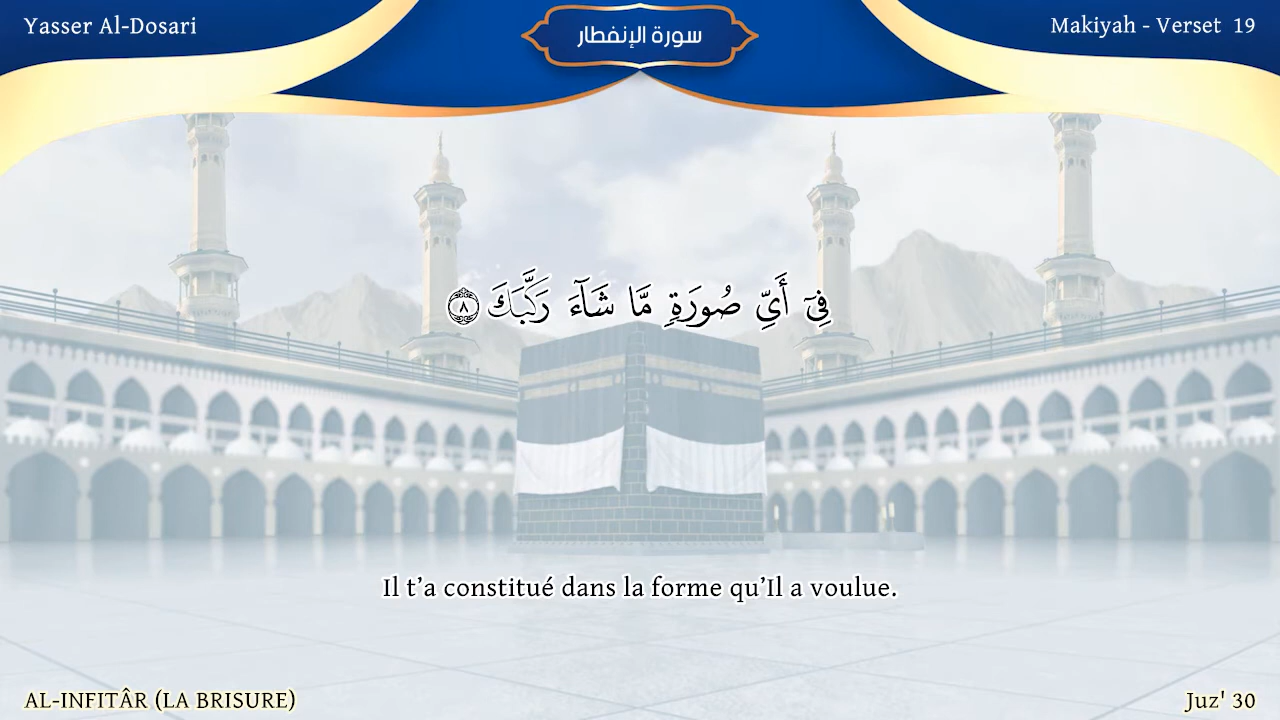 Yasser Al-Dosari
سورة الإنفطار
Makiyah - Verset 19
فِىٓ أَىِّ صُورَةٍ مَّا شَآءَ رَكَّبَكَ ٨
Il t’a constitué dans la forme qu’Il a voulue.
AL-INFITÂR (LA BRISURE)
Juz' 30